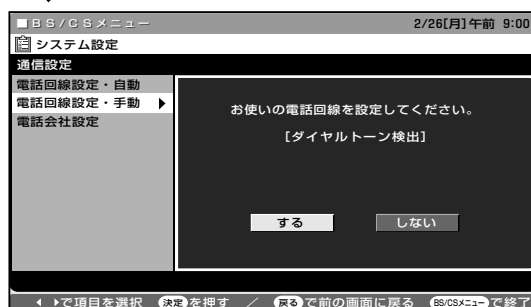 ■BS/CSメニュー 2/26[月]午前 9:00
システム設定
通信設定
電話回線設定・自動
電話回線設定・手動
電話会社設定
お使いの電話回線を設定してください。
[ダイヤルトーン検出]
する しない
で項目を選択 決定を押す / 戻るで前の画面に戻る BS/CSメニューで終了